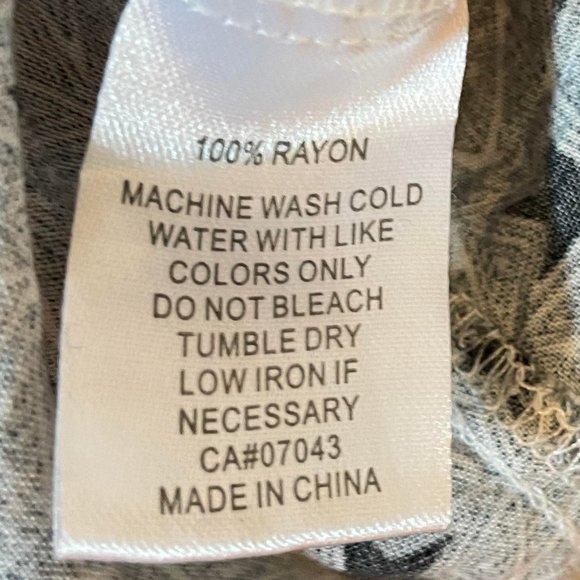 100% RAYON
MACHINE WASH COLD
WATER WITH LIKE
COLORS ONLY
DO NOT BLEACH
TUMBLE DRY
LOW IRON IF
NECESSARY
CA#07043
MADE IN CHINA